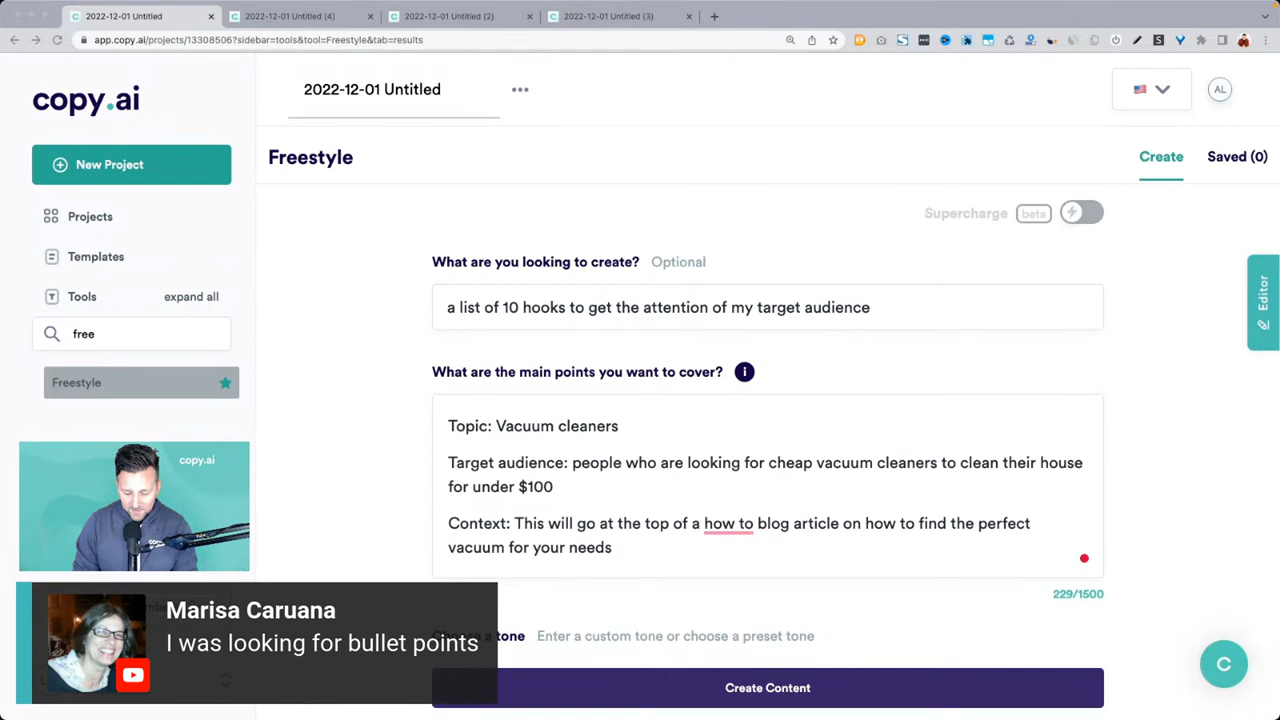 2022-12-01 Untitled
2022-12-01 Untitled (4)
2022-12-01 Untitled (2)
2022-12-01 Untitled (3)
app.copy.ai/projects/13308506?sidebar=tools&tool=Freestyle&tab=results
copy.ai
2022-12-01 Untitled
AL
New Project
Freestyle
Create
Saved (0)
Projects
Supercharge beta
Templates
What are you looking to create? Optional
Tools
expand all
a list of 10 hooks to get the attention of my target audience
Editor
free
What are the main points you want to cover?
Freestyle
Topic: Vacuum cleaners
Target audience: people who are looking for cheap vacuum cleaners to clean their house
for under $100
copy.ai
Context: This will go at the top of a how to blog article on how to find the perfect
vacuum for your needs
229/1500
Marisa Caruana
I was looking for bullet points
tone
Enter a custom tone or choose a preset tone
Create Content